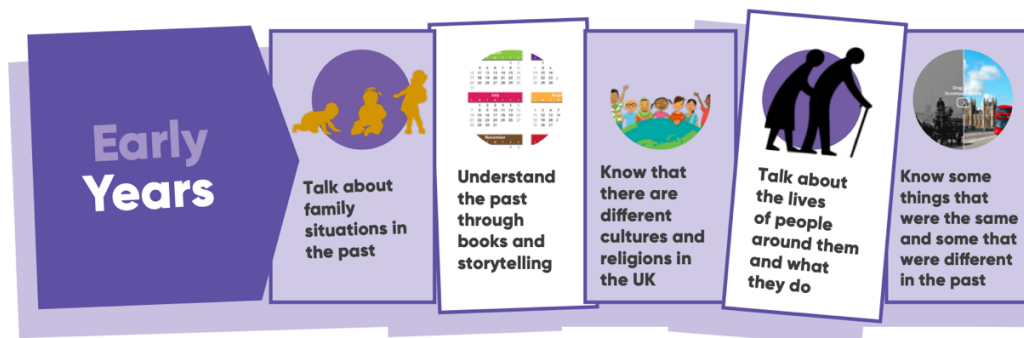 Early
Years
Talk about
family
situations in
the past
July
November
Understand
the past
through
books and
storytelling
Know that
there are
different
cultures and
religions in
the UK
Talk about
the lives
of people
around them
and what
they do
Know some
things that
were the same
and some that
were different
in the past